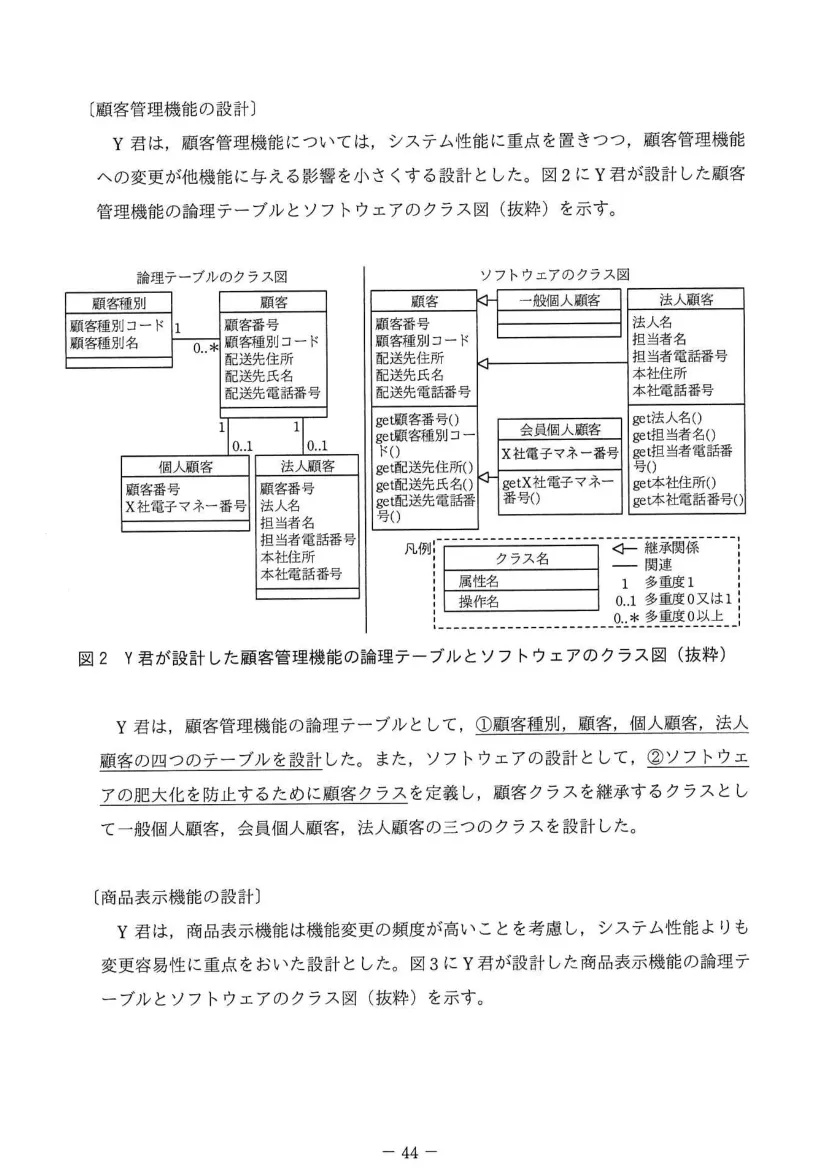 〔顧客管理機能の設計〕
Y 君は，顧客管理機能については，システム性能に重点を置きつつ，顧客管理機能
への変更が他機能に与える影響を小さくする設計とした。図2にY君が設計した顧客
管理機能の論理テーブルとソフトウェアのクラス図（抜粋）を示す。
論理テーブルのクラス図
顧客種別
顧客種別コード
顧客種別名
1
0..*
顧客
顧客番号
顧客種別コード
配送先住所
配送先氏名
配送先電話番号
1
1
0..1
0..1
個人顧客
顧客番号
X社電子マネー番号
法人顧客
顧客番号
法人名
担当者名
担当者電話番号
本社住所
本社電話番号
ソフトウェアのクラス図
顧客
顧客番号
顧客種別コード
配送先住所
配送先氏名
配送先電話番号
get顧客番号()
get顧客種別コー
ド()
get配送先住所()
get配送先氏名()
get配送先電話番
号()
一般個人顧客
会員個人顧客
X社電子マネー番号
getX社電子マネー
番号()
法人顧客
法人名
担当者名
担当者電話番号
本社住所
本社電話番号
get法人名()
get担当者名()
get担当者電話番
号()
get本社住所()
get本社電話番号()
凡例
クラス名
属性名
操作名
継承関係
関連
1 多重度1
0..1 多重度0又は1
0..* 多重度0以上
図2 Y君が設計した顧客管理機能の論理テーブルとソフトウェアのクラス図（抜粋）
Y 君は，顧客管理機能の論理テーブルとして，①顧客種別，顧客，個人顧客，法人
顧客の四つのテーブルを設計した。また，ソフトウェアの設計として，②ソフトウェ
アの肥大化を防止するために顧客クラスを定義し，顧客クラスを継承するクラスとし
て一般個人顧客，会員個人顧客，法人顧客の三つのクラスを設計した。
〔商品表示機能の設計〕
Y 君は，商品表示機能は機能変更の頻度が高いことを考慮し，システム性能よりも
変更容易性に重点をおいた設計とした。図3にY君が設計した商品表示機能の論理テ
ーブルとソフトウェアのクラス図（抜粋）を示す。
－ 44 －